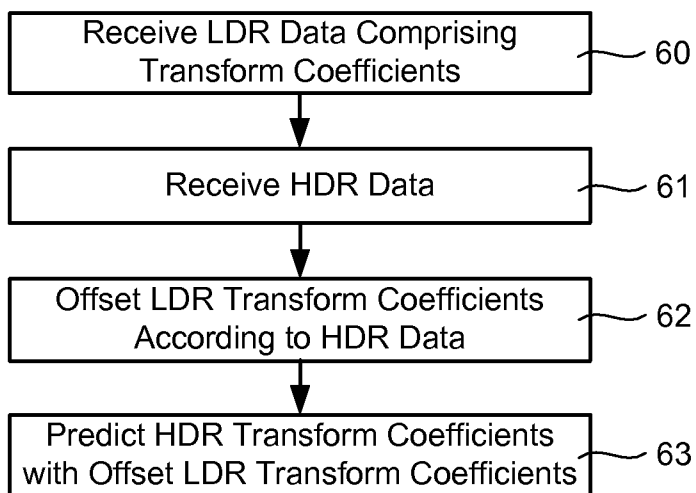 Receive LDR Data Comprising
Transform Coefficients
60
Receive HDR Data
61
Offset LDR Transform Coefficients
According to HDR Data
62
Predict HDR Transform Coefficients
with Offset LDR Transform Coefficients
63